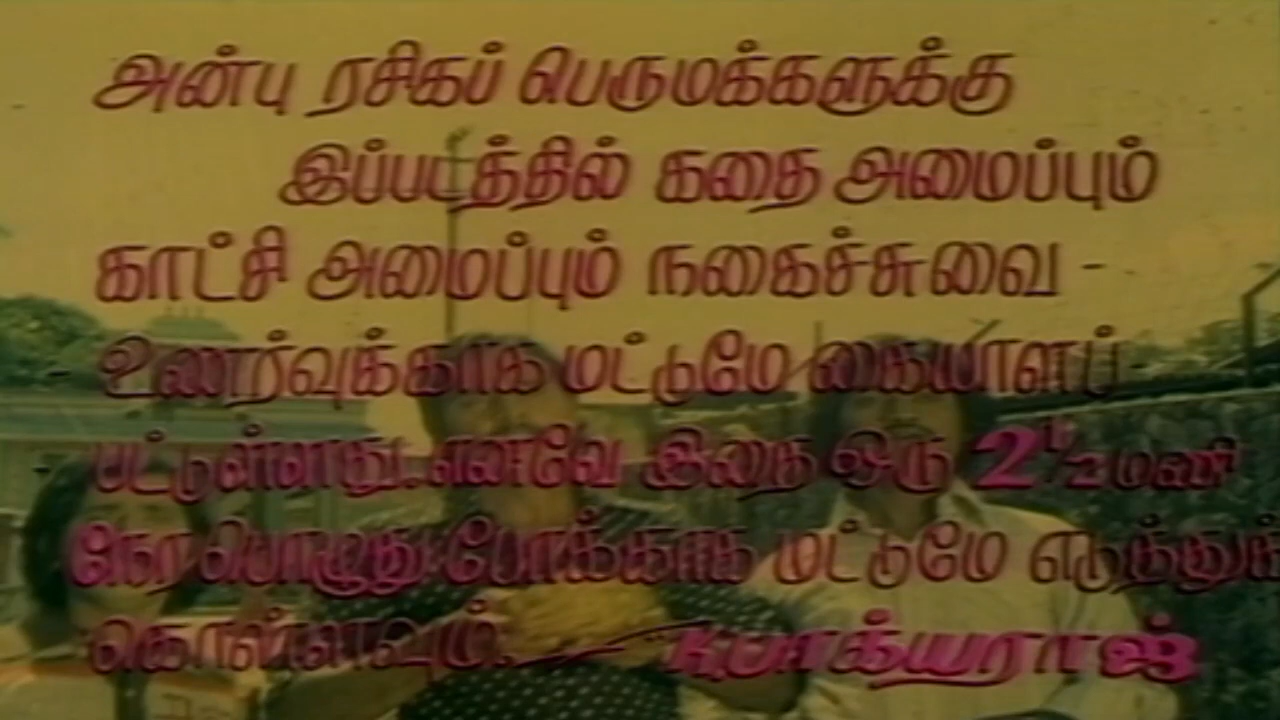 அன்பு ரசிகப் பெருமக்களுக்கு
இப்படத்தில் கதை அமைப்பும்
காட்சி அமைப்பும் நகைச்சுவை -
உணர்வுக்காக மட்டுமே கையாளப்
பட்டுள்ளது. எனவே இதை ஒரு 2½ மணி
நேர பொழுது போக்காக மட்டுமே எடுத்துக்
கொள்ளவும். — K. பாக்யராஜ்